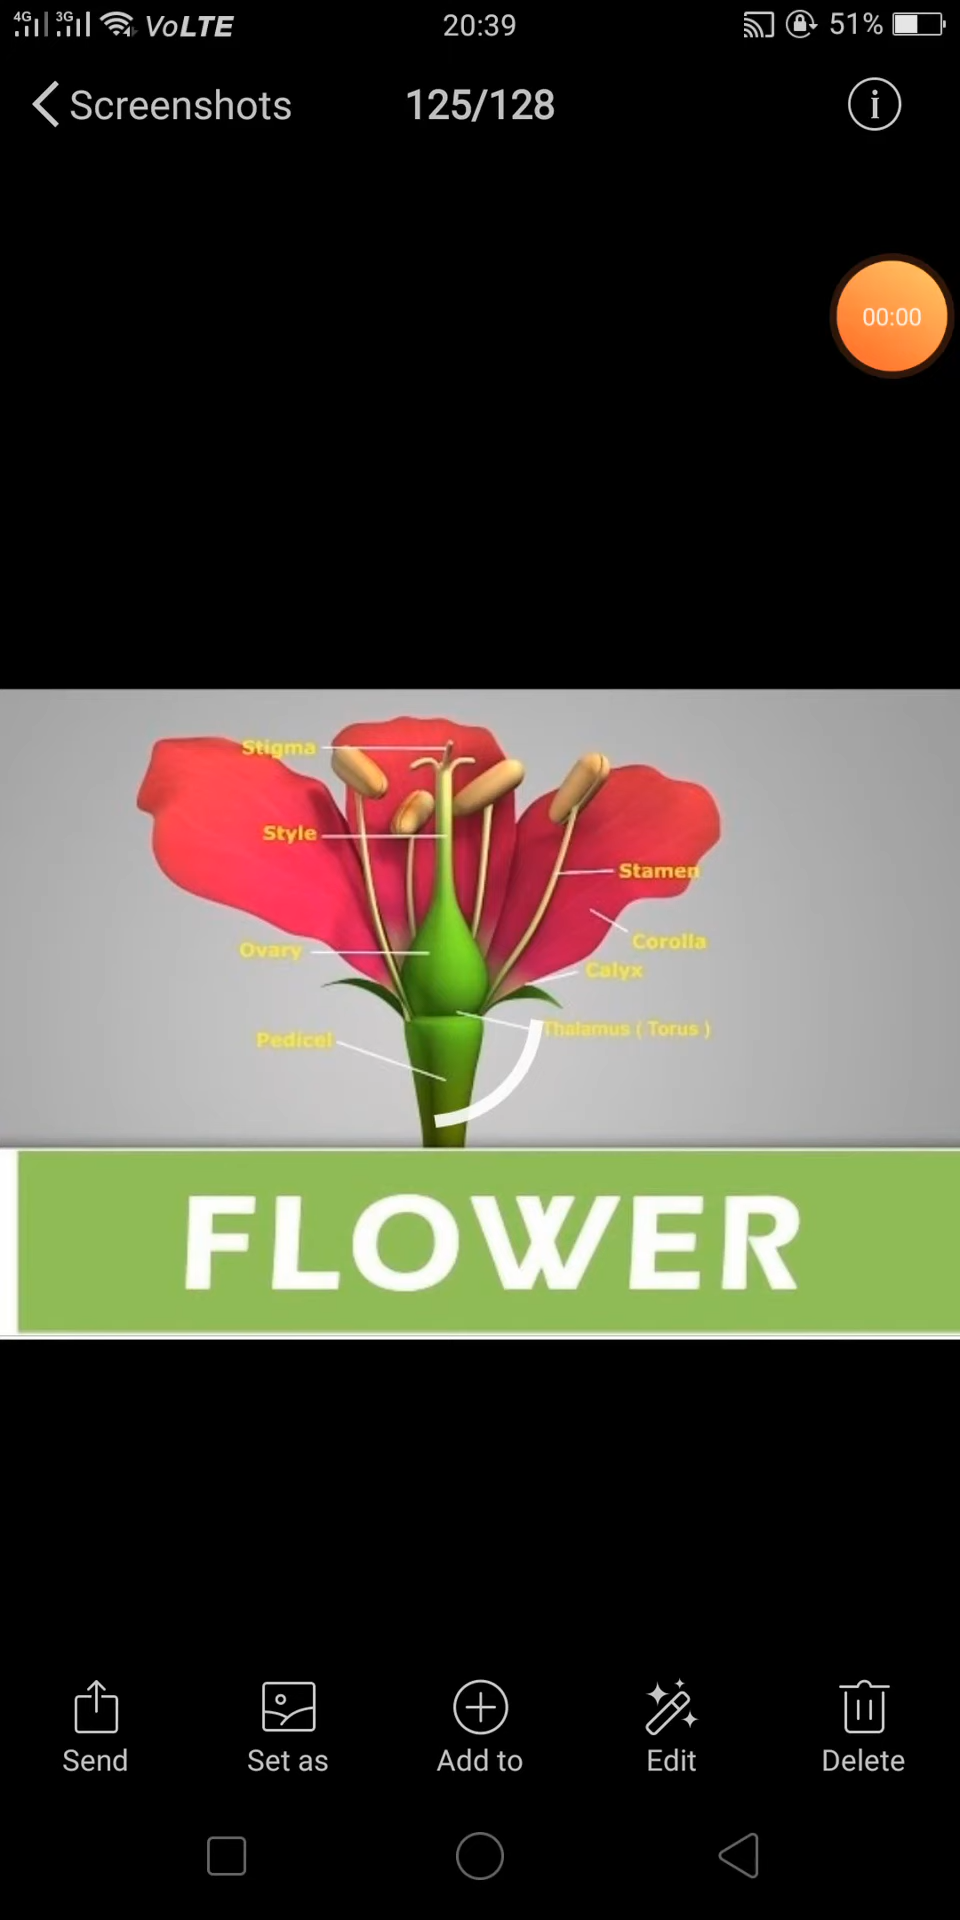 4G 3G VoLTE 20:39 51%
Screenshots 125/128
00:00
Stigma
Style
Stamen
Ovary
Corolla
Calyx
Thalamus ( Torus )
Pedicel
FLOWER
Send Set as Add to Edit Delete